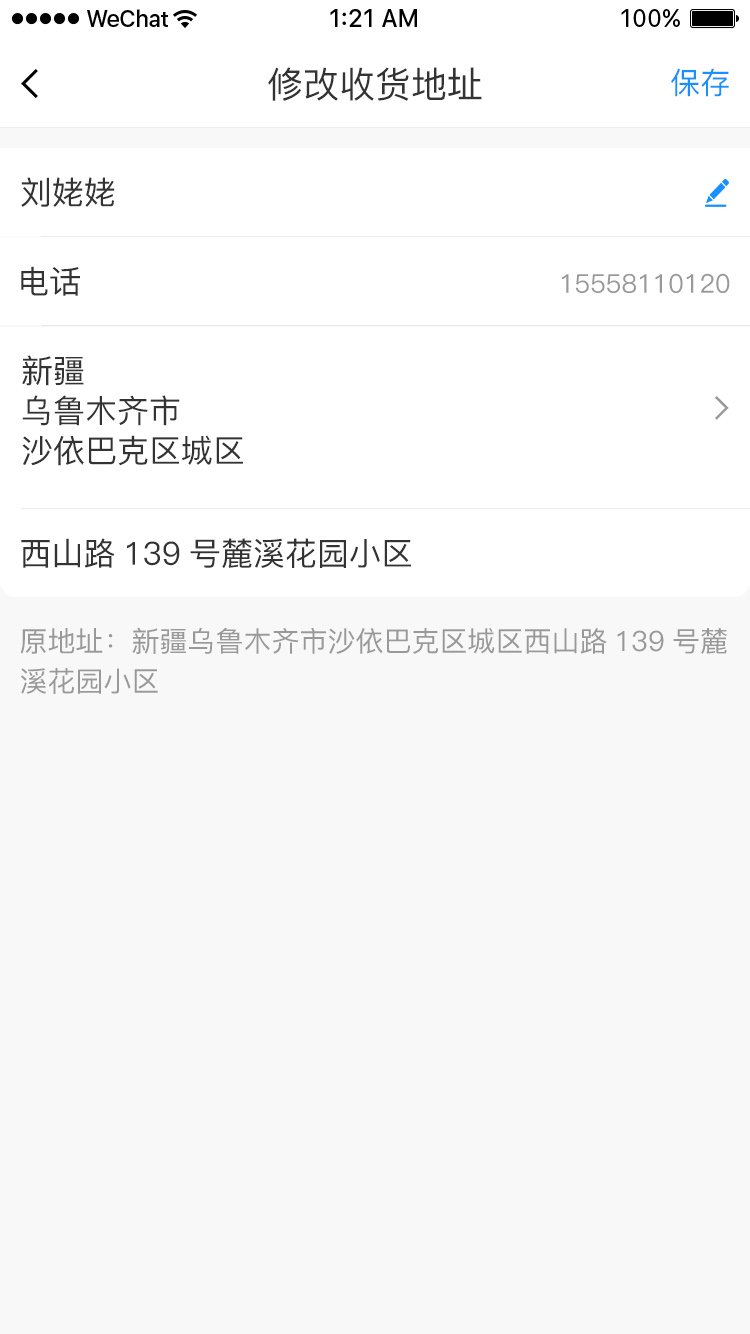 WeChat 1:21 AM 100%
修改收货地址 保存
刘姥姥
电话 15558110120
新疆
乌鲁木齐市
沙依巴克区城区
西山路 139 号麓溪花园小区
原地址：新疆乌鲁木齐市沙依巴克区城区西山路 139 号麓
溪花园小区